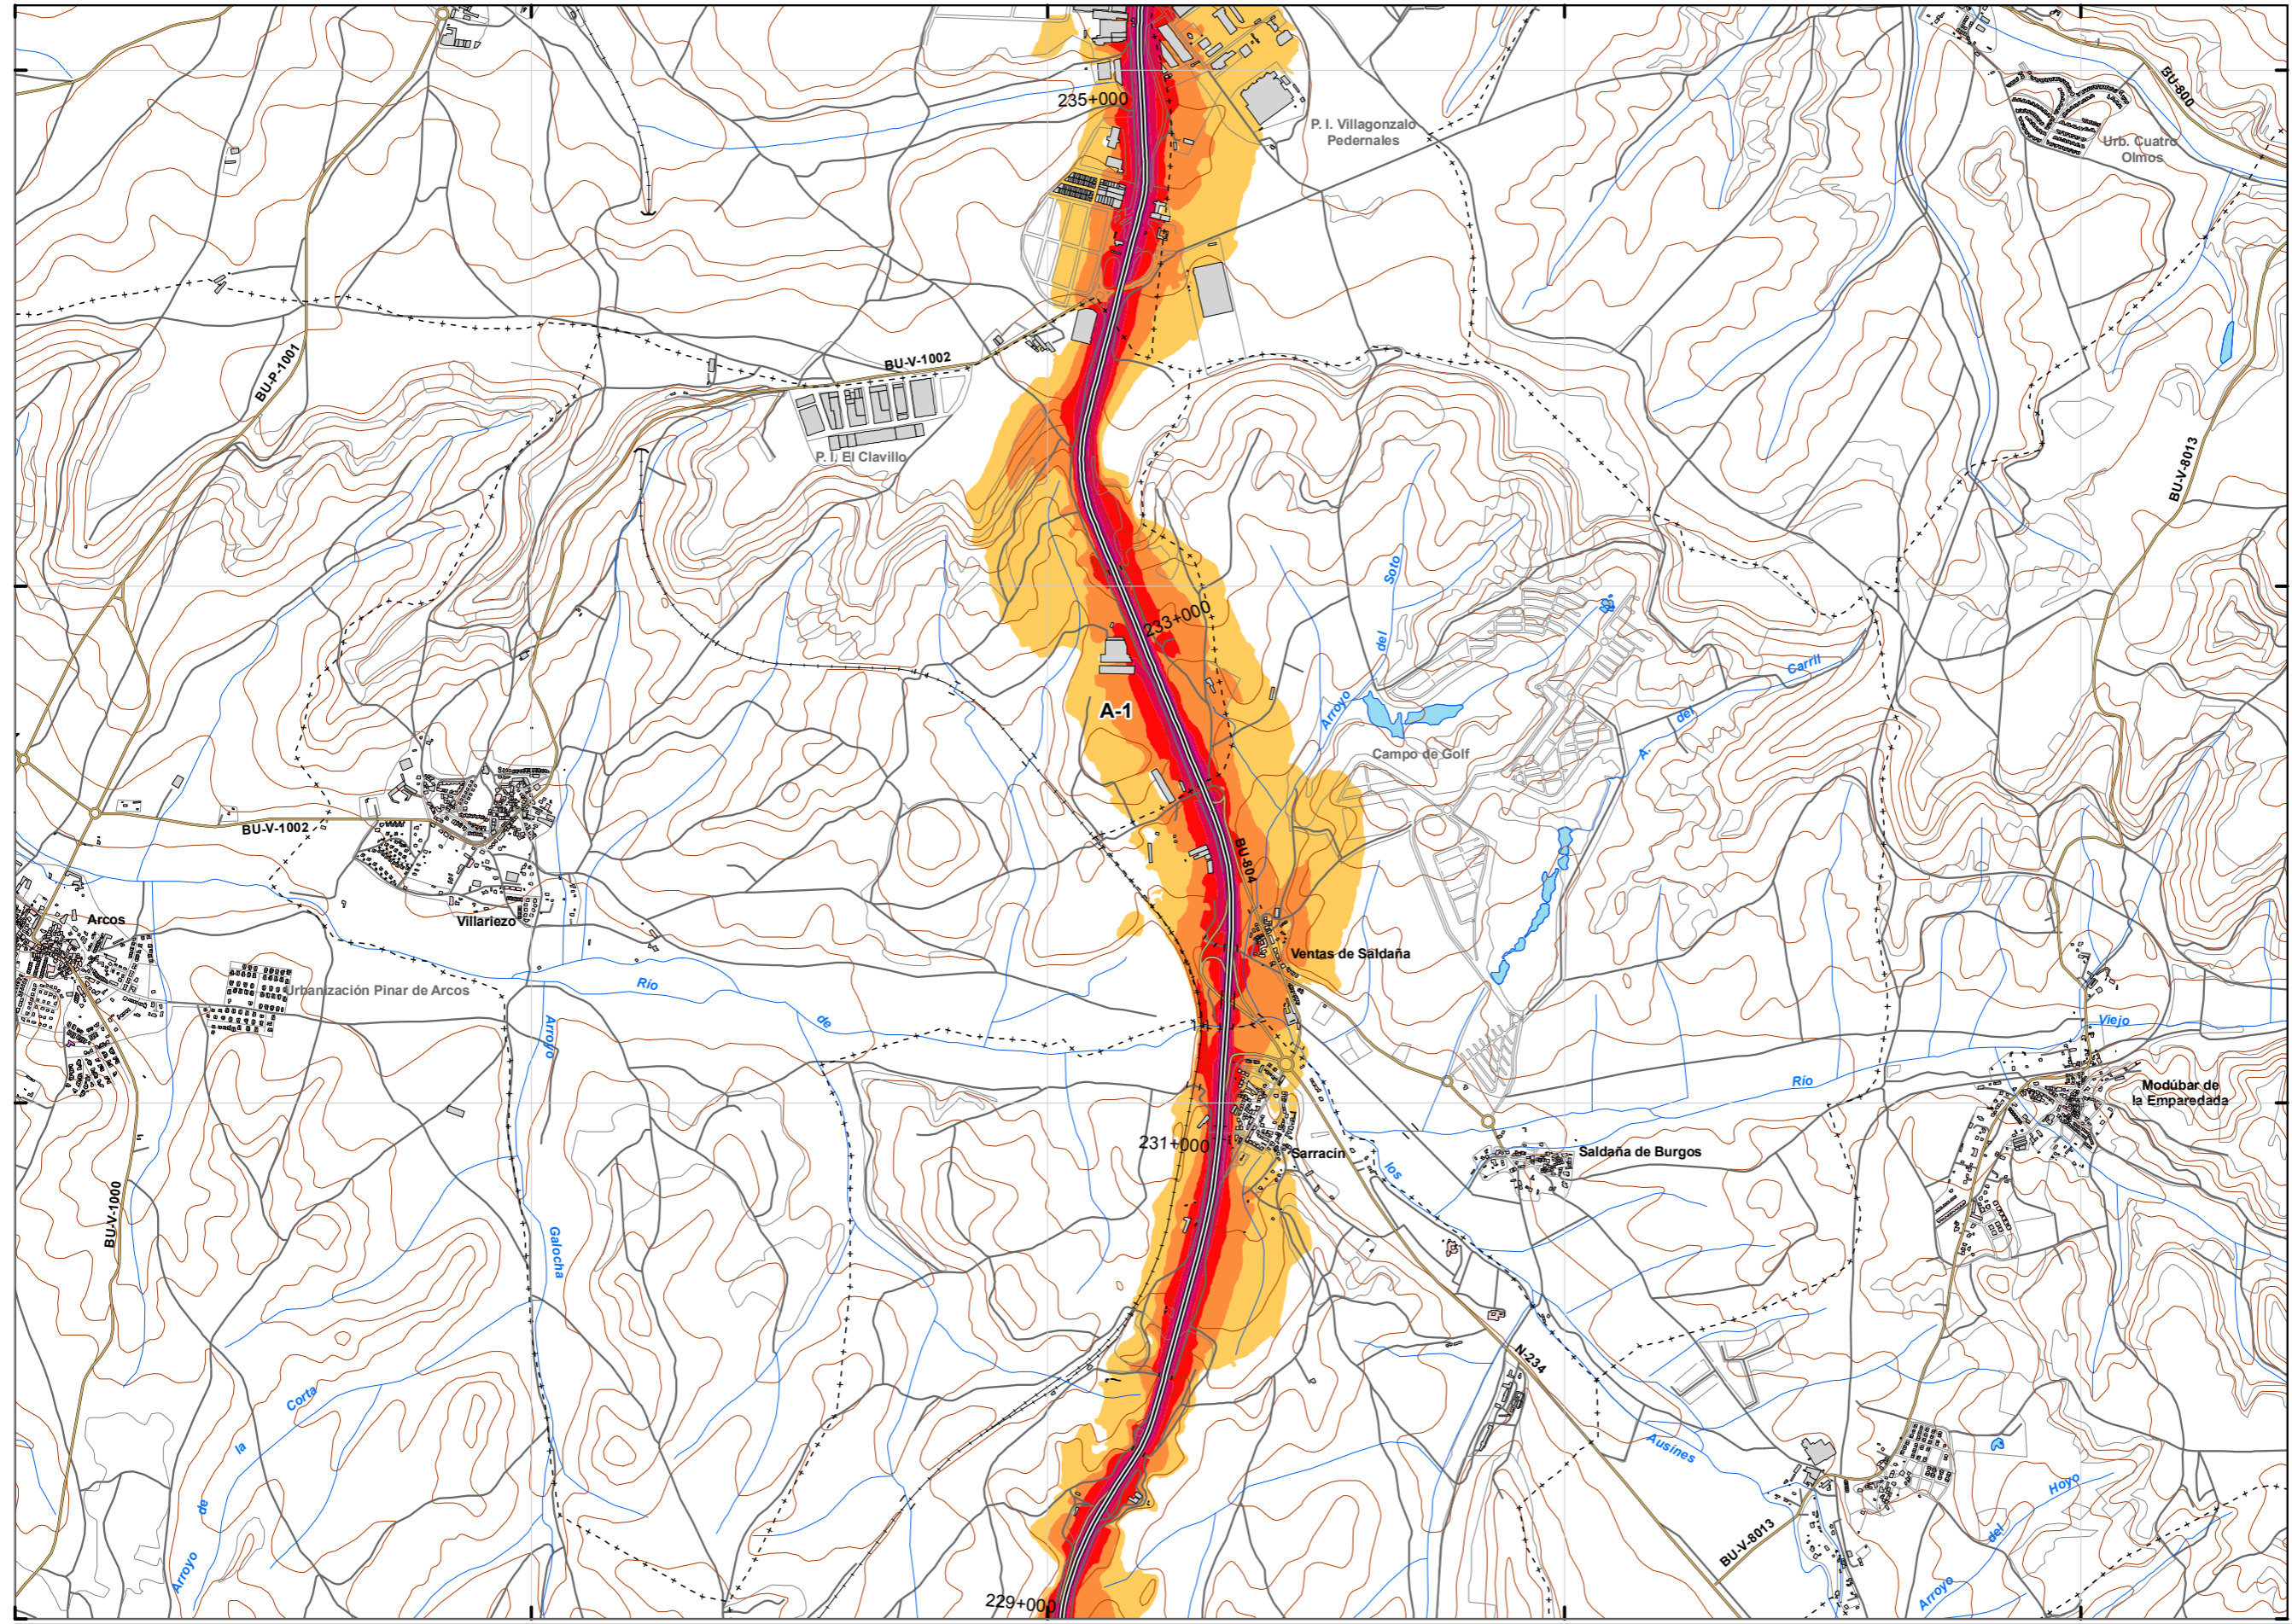 BU-800
235+000
P. I. Villagonzalo
Pedernales
Urb. Cuatro
Olmos
BU-P-1001
BU-V-1002
P. I. El Clavillo
BU-V-8013
Soto
del
Arroyo
233+000
Carril
del
A.
A-1
Campo de Golf
BU-V-1002
BU-804
Arcos
Villariezo
Ventas de Saldaña
Urbanización Pinar de Arcos
Río
de
Arroyo
Viejo
Río
Modúbar de
la Emparedada
231+000
Sarracín
los
Saldaña de Burgos
BU-V-1000
Galocha
N-234
Corta
la
de
Arroyo
Ausines
Hoyo
del
Arroyo
BU-V-8013
229+000